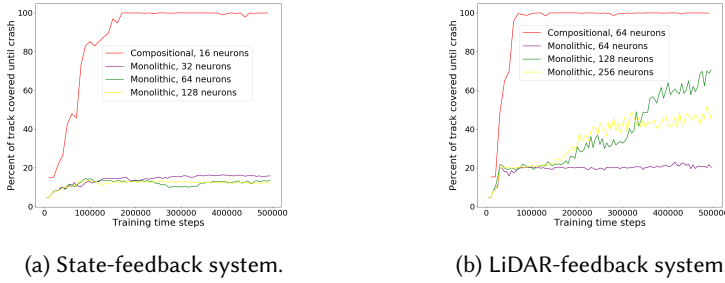 Percent of track covered until crash
100
80
60
40
20
0
Compositional, 16 neurons
Monolithic, 32 neurons
Monolithic, 64 neurons
Monolithic, 128 neurons
0 100000 200000 300000 400000 500000
Training time steps
(a) State-feedback system.
Percent of track covered until crash
100
80
60
40
20
0
Compositional, 64 neurons
Monolithic, 64 neurons
Monolithic, 128 neurons
Monolithic, 256 neurons
0 100000 200000 300000 400000 500000
Training time steps
(b) LiDAR-feedback system